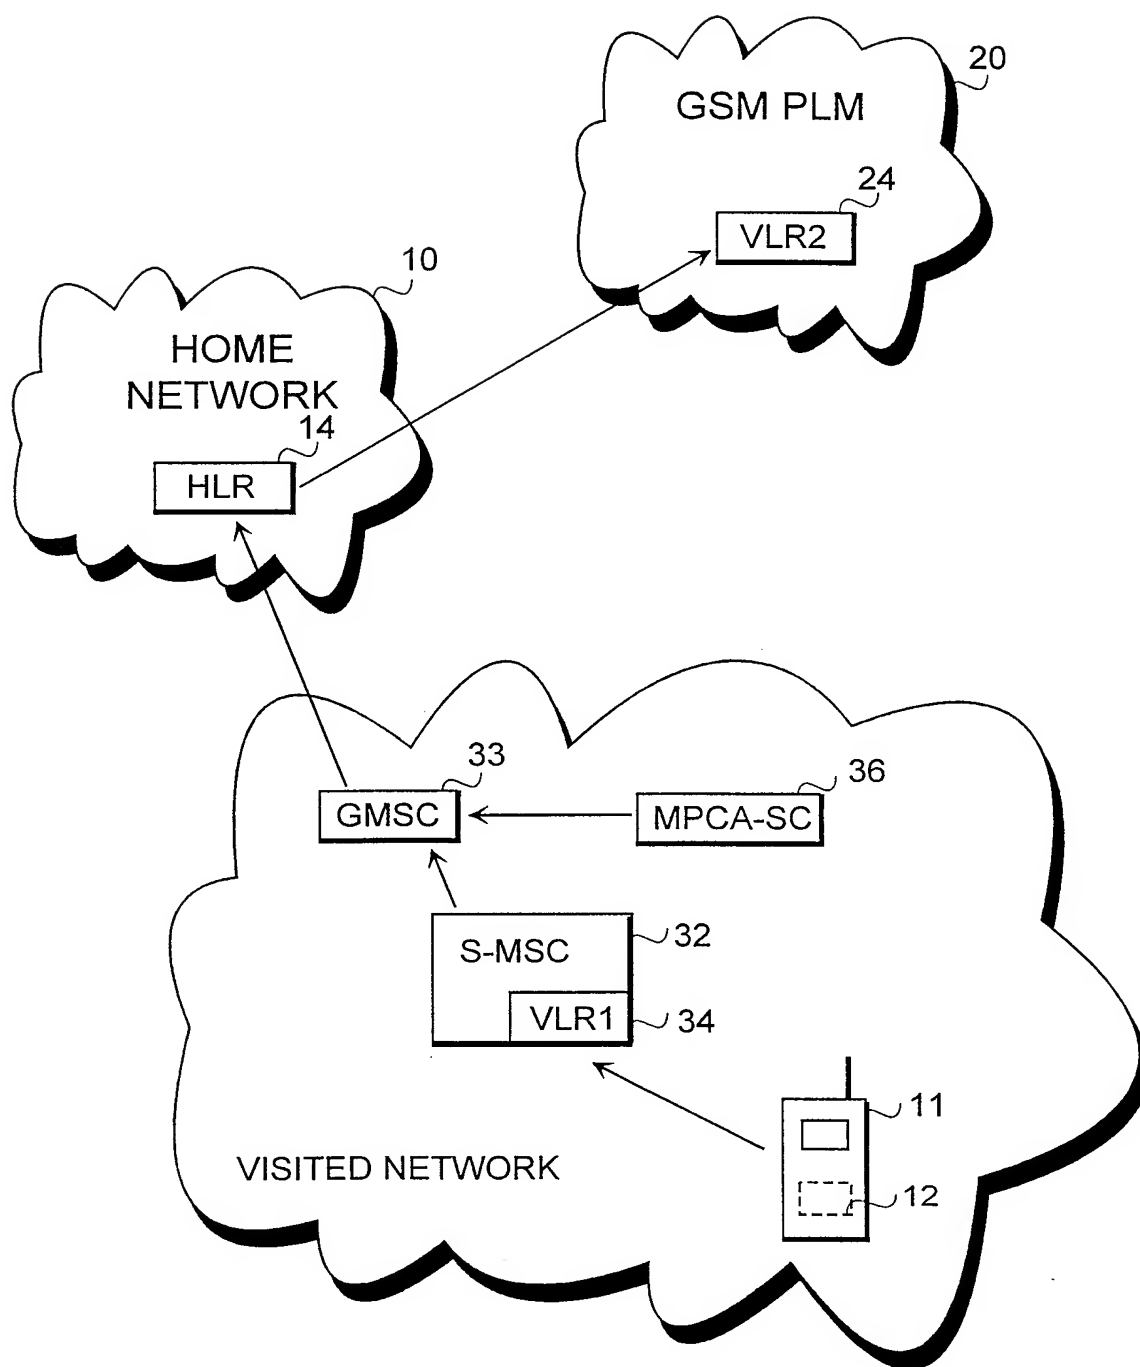 20
GSM PLM
24
VLR2
10
HOME
NETWORK
14
HLR
33
GMSC
36
MPCA-SC
32
S-MSC
VLR1
34
11
12
VISITED NETWORK